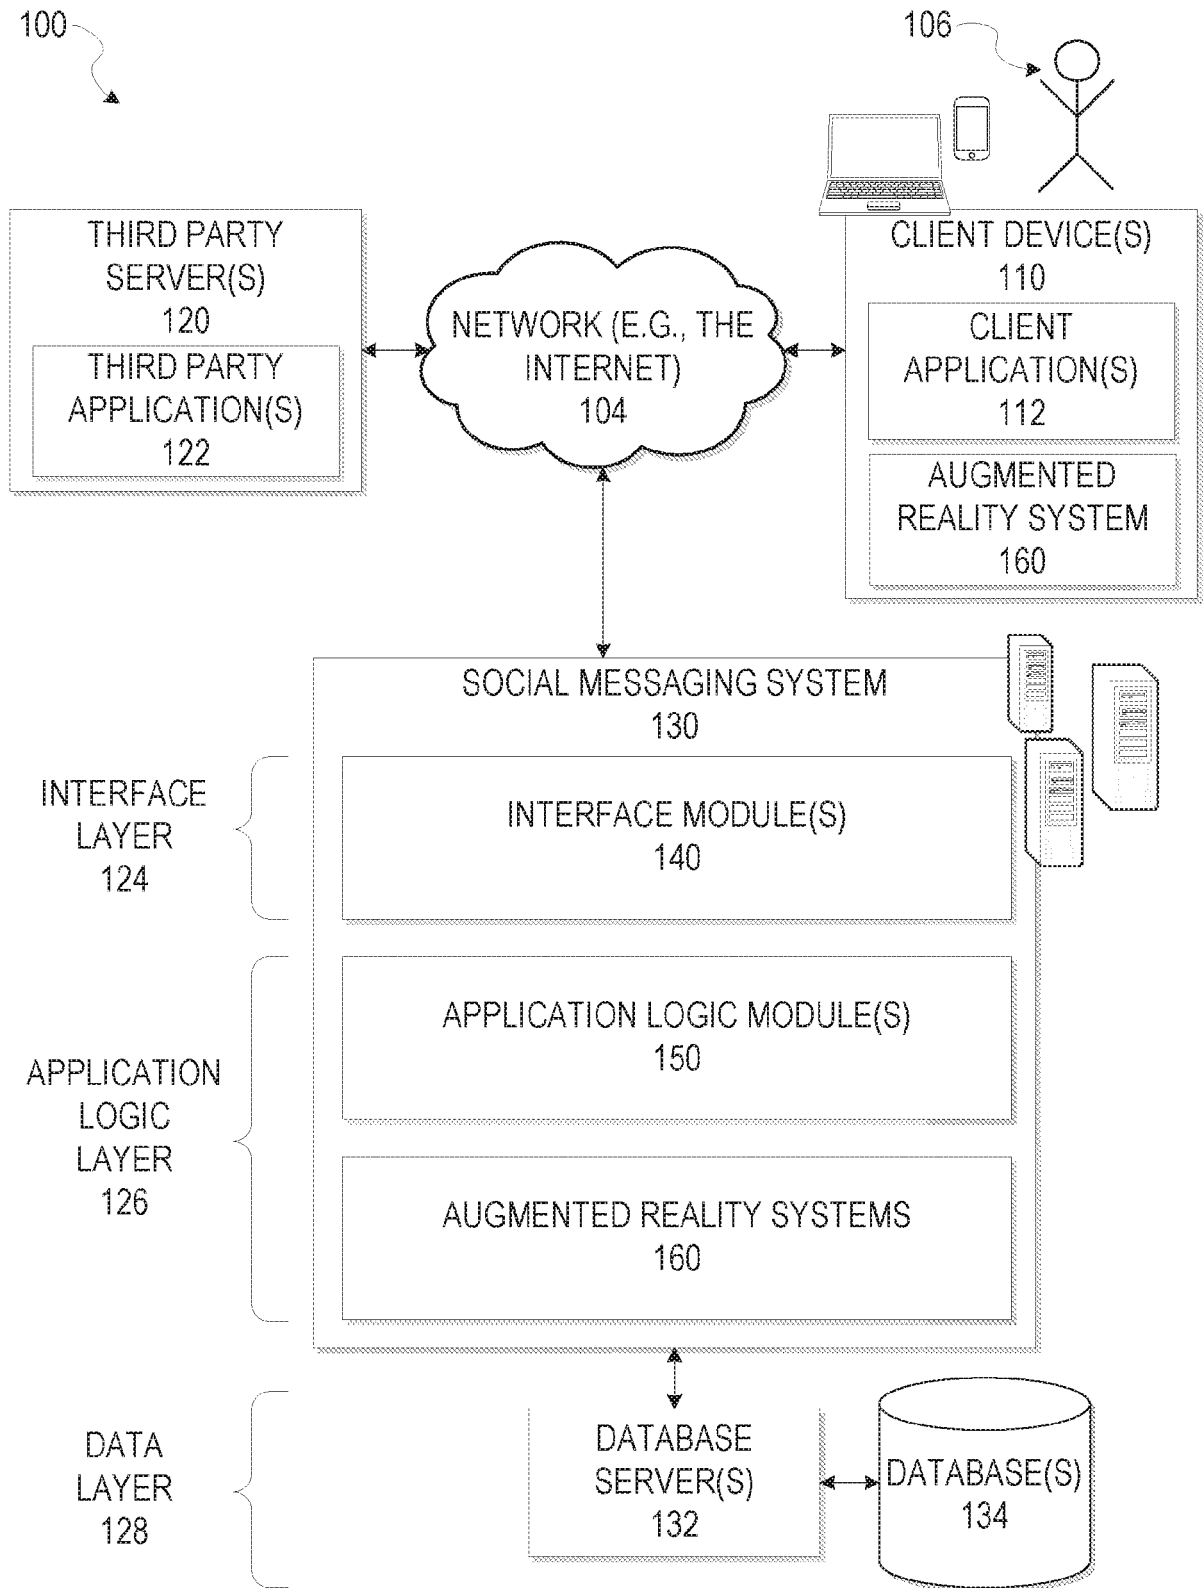 100
106
THIRD PARTY
SERVER(S)
120
THIRD PARTY
APPLICATION(S)
122
NETWORK (E.G., THE
INTERNET)
104
CLIENT DEVICE(S)
110
CLIENT
APPLICATION(S)
112
AUGMENTED
REALITY SYSTEM
160
SOCIAL MESSAGING SYSTEM
130
INTERFACE
LAYER
124
INTERFACE MODULE(S)
140
APPLICATION
LOGIC
LAYER
126
APPLICATION LOGIC MODULE(S)
150
AUGMENTED REALITY SYSTEMS
160
DATA
LAYER
128
DATABASE
SERVER(S)
132
DATABASE(S)
134